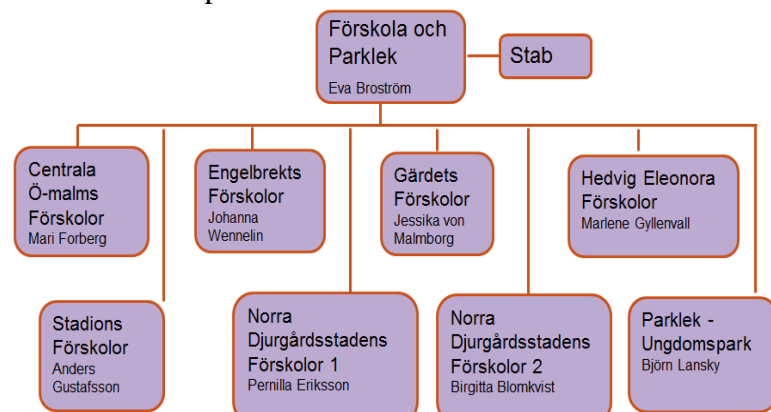 Förskola och
Parklek
Eva Broström
Stab
Centrala
Ö-malms
Förskolor
Mari Forberg
Engelbrekts
Förskolor
Johanna
Wennelin
Gärdets
Förskolor
Jessika von
Malmborg
Hedvig Eleonora
Förskolor
Marlene Gyllenvall
Stadions
Förskolor
Anders
Gustafsson
Norra
Djurgårdsstadens
Förskolor 1
Pernilla Eriksson
Norra
Djurgårdsstadens
Förskolor 2
Birgitta Blomkvist
Parklek -
Ungdomspark
Björn Lansky